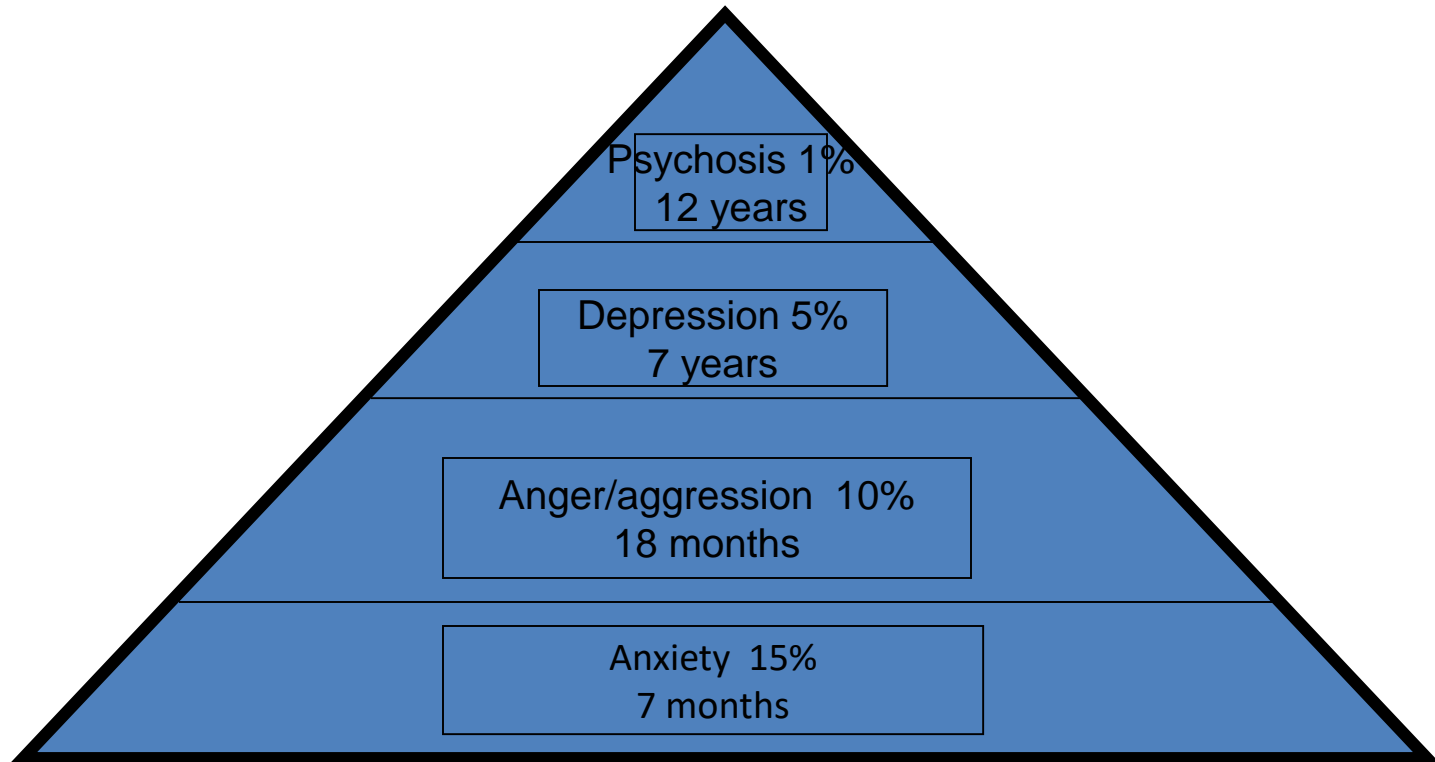 Psychosis 1%
12 years
Depression 5%
7 years
Anger/aggression  10%
18 months
Anxiety  15%
7 months